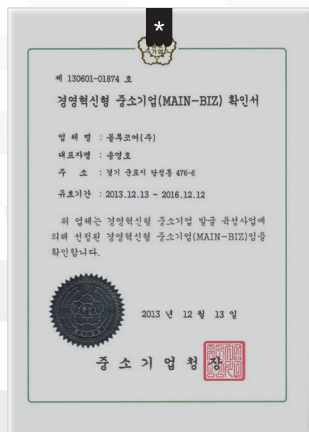 *
제 130601-01874 호
경영혁신형 중소기업(MAIN-BIZ) 확인서
업 체 명 : 블루코어(주)
대표자명 : 송영호
주 소 : 경기 군포시 당정동 476-6
유효기간 : 2013.12.13 ~ 2016.12.12
위 업체는 경영혁신형 중소기업 발굴 육성사업에
의해 선정된 경영혁신형 중소기업(MAIN-BIZ)임을
확인합니다.
2013 년 12 월 13 일
중 소 기 업 청 장